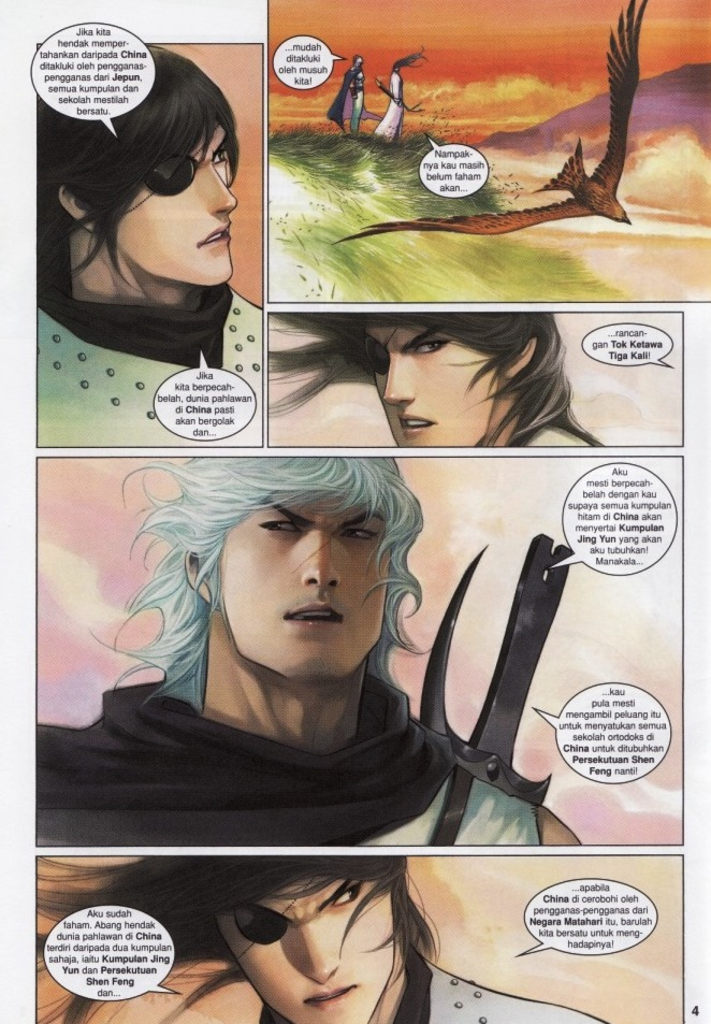 Jika kita
hendak memper-
tahankan daripada China
ditakluki oleh pengganas-
pengganas dari Jepun,
semua kumpulan dan
sekolah mestilah
bersatu.
Jika
kita berpecah-
belah, dunia pahlawan
di China pasti
akan bergolak
dan...
...mudah
ditakluki
oleh musuh
kita!
Nampak-
nya kau masih
belum faham
akan...
...rancan-
gan Tok Ketawa
Tiga Kali!
Aku
mesti berpecah-
belah dengan kau
supaya semua kumpulan
hitam di China akan
menyertai Kumpulan
Jing Yun yang akan
aku tubuhkan!
Manakala...
...kau
pula mesti
mengambil peluang itu
untuk menyatukan semua
sekolah ortodoks di
China untuk ditubuhkan
Persekutuan Shen
Feng nanti!
Aku sudah
faham. Abang hendak
dunia pahlawan di China
terdiri daripada dua kumpulan
sahaja, iaitu Kumpulan Jing
Yun dan Persekutuan
Shen Feng
dan...
...apabila
China di cerobohi oleh
pengganas-pengganas dari
Negara Matahari itu, barulah
kita bersatu untuk meng-
hadapinya!
4